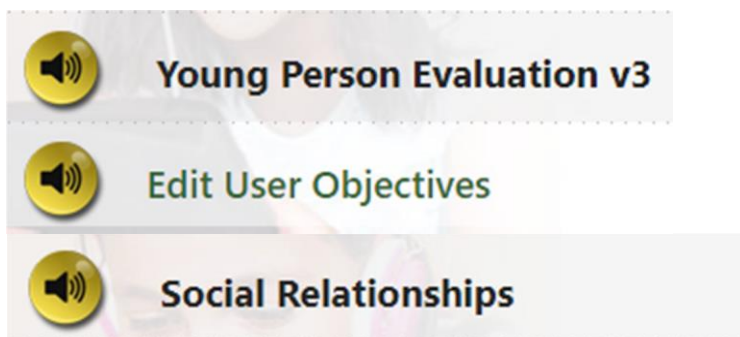 Young Person Evaluation v3
Edit User Objectives
Social Relationships